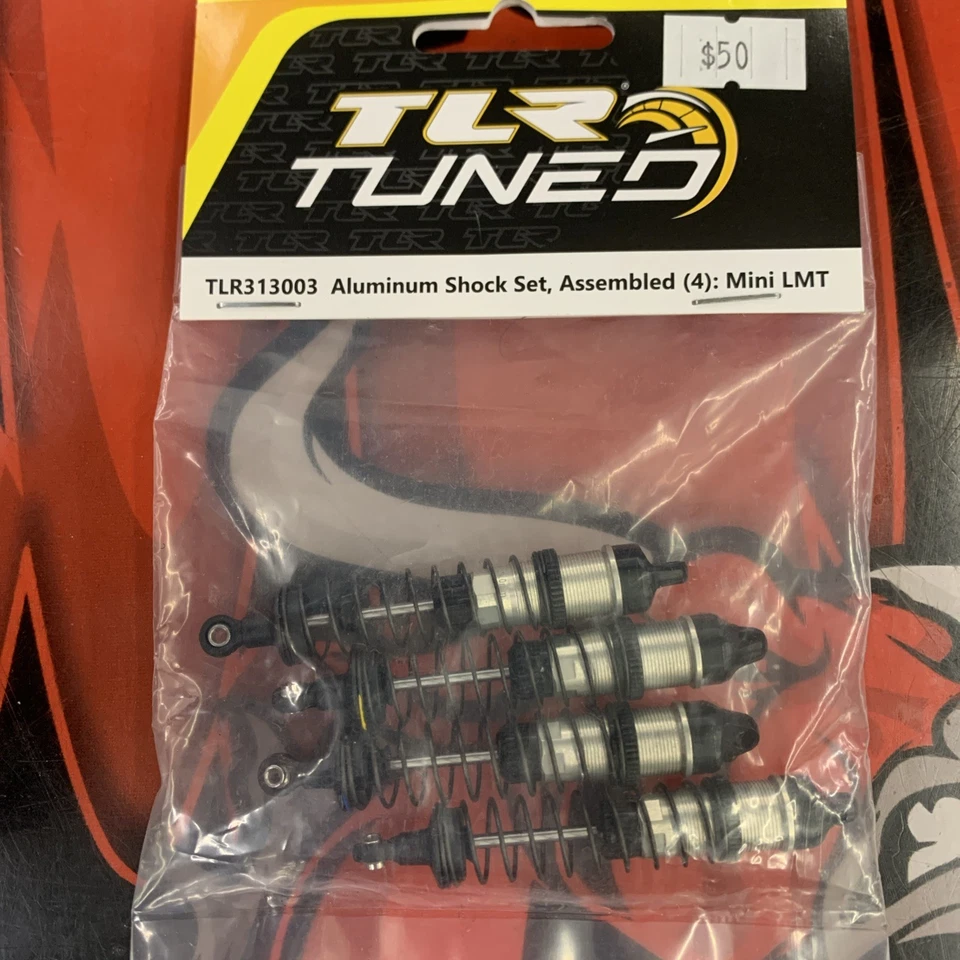 $50
TLR
TUNED
TLR313003 Aluminum Shock Set, Assembled (4): Mini LMT